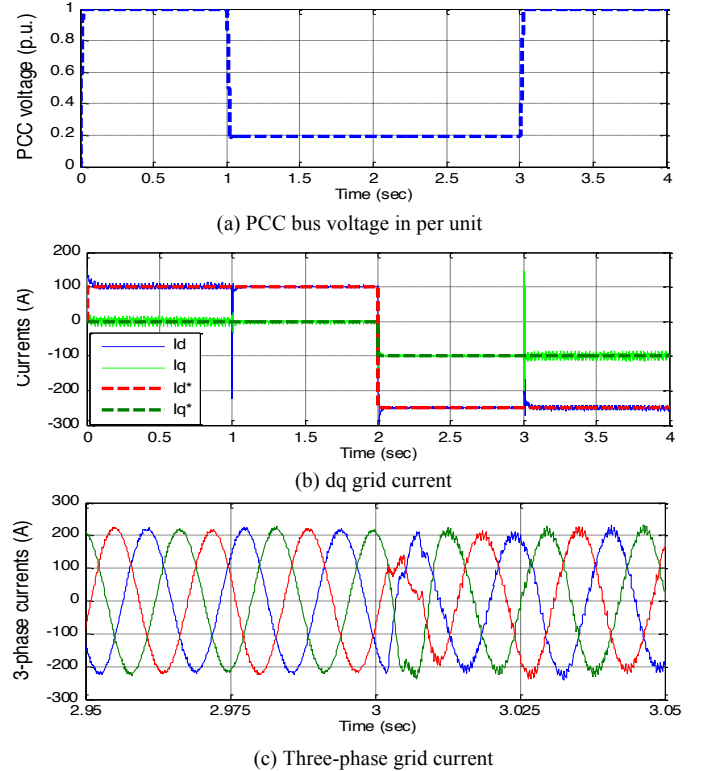 PCC voltage (p.u.)
1
0.8
0.6
0.4
0.2
0
0 0.5 1 1.5 2 2.5 3 3.5 4
Time (sec)
(a) PCC bus voltage in per unit
Currents (A)
200
100
0
-100
-200
-300
Id
Iq
Id*
Iq*
0 0.5 1 1.5 2 2.5 3 3.5 4
Time (sec)
(b) dq grid current
3-phase currents (A)
300
200
100
0
-100
-200
-300
2.95 2.975 3 3.025 3.05
Time (sec)
(c) Three-phase grid current